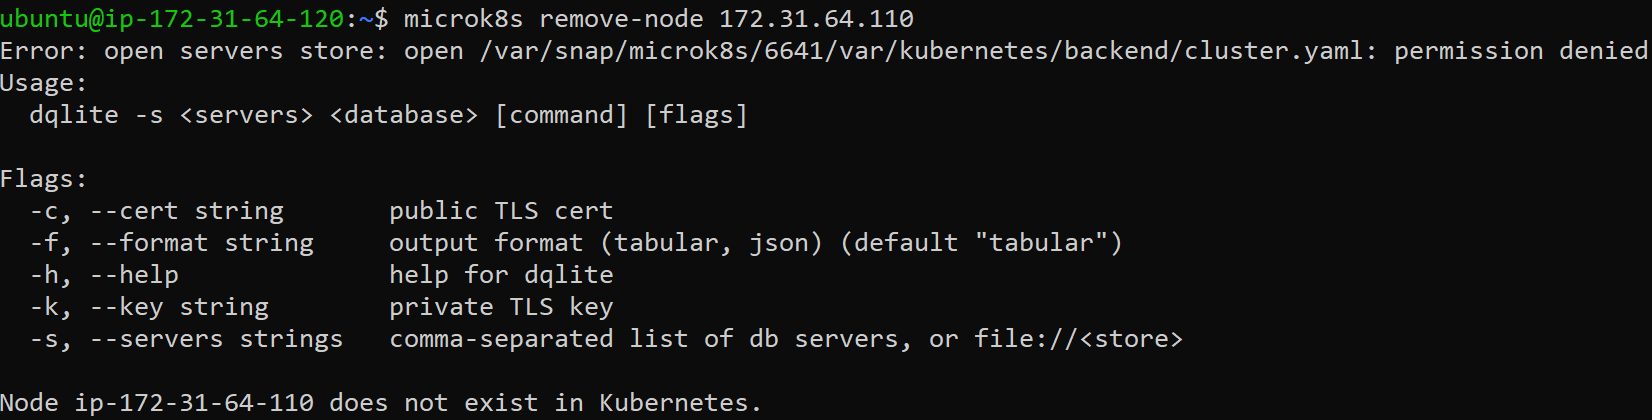 ubuntu@ip-172-31-64-120:~$ microk8s remove-node 172.31.64.110
Error: open servers store: open /var/snap/microk8s/6641/var/kubernetes/backend/cluster.yaml: permission denied
Usage:
  dqlite -s <servers> <database> [command] [flags]

Flags:
  -c, --cert string       public TLS cert
  -f, --format string     output format (tabular, json) (default "tabular")
  -h, --help              help for dqlite
  -k, --key string        private TLS key
  -s, --servers strings   comma-separated list of db servers, or file://<store>

Node ip-172-31-64-110 does not exist in Kubernetes.